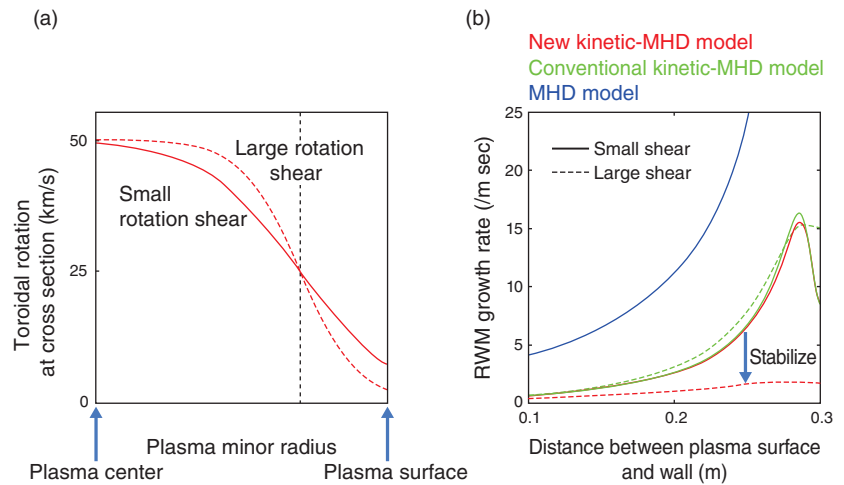 (a)
50
25
0
Toroidal rotation
at cross section (km/s)
Large rotation
shear
Small
rotation shear
Plasma minor radius
Plasma center
Plasma surface
(b)
New kinetic-MHD model
Conventional kinetic-MHD model
MHD model
25
20
15
10
5
0
RWM growth rate (/m sec)
Small shear
Large shear
Stabilize
0.1
0.2
0.3
Distance between plasma surface
and wall (m)